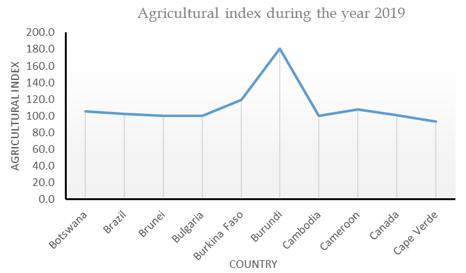 Agricultural index during the year 2019
AGRICULTURAL INDEX
200.0
180.0
160.0
140.0
120.0
100.0
80.0
60.0
40.0
20.0
0.0
Botswana
Brazil
Brunei
Bulgaria
Burkina Faso
Burundi
Cambodia
Cameroon
Canada
Cape Verde
COUNTRY